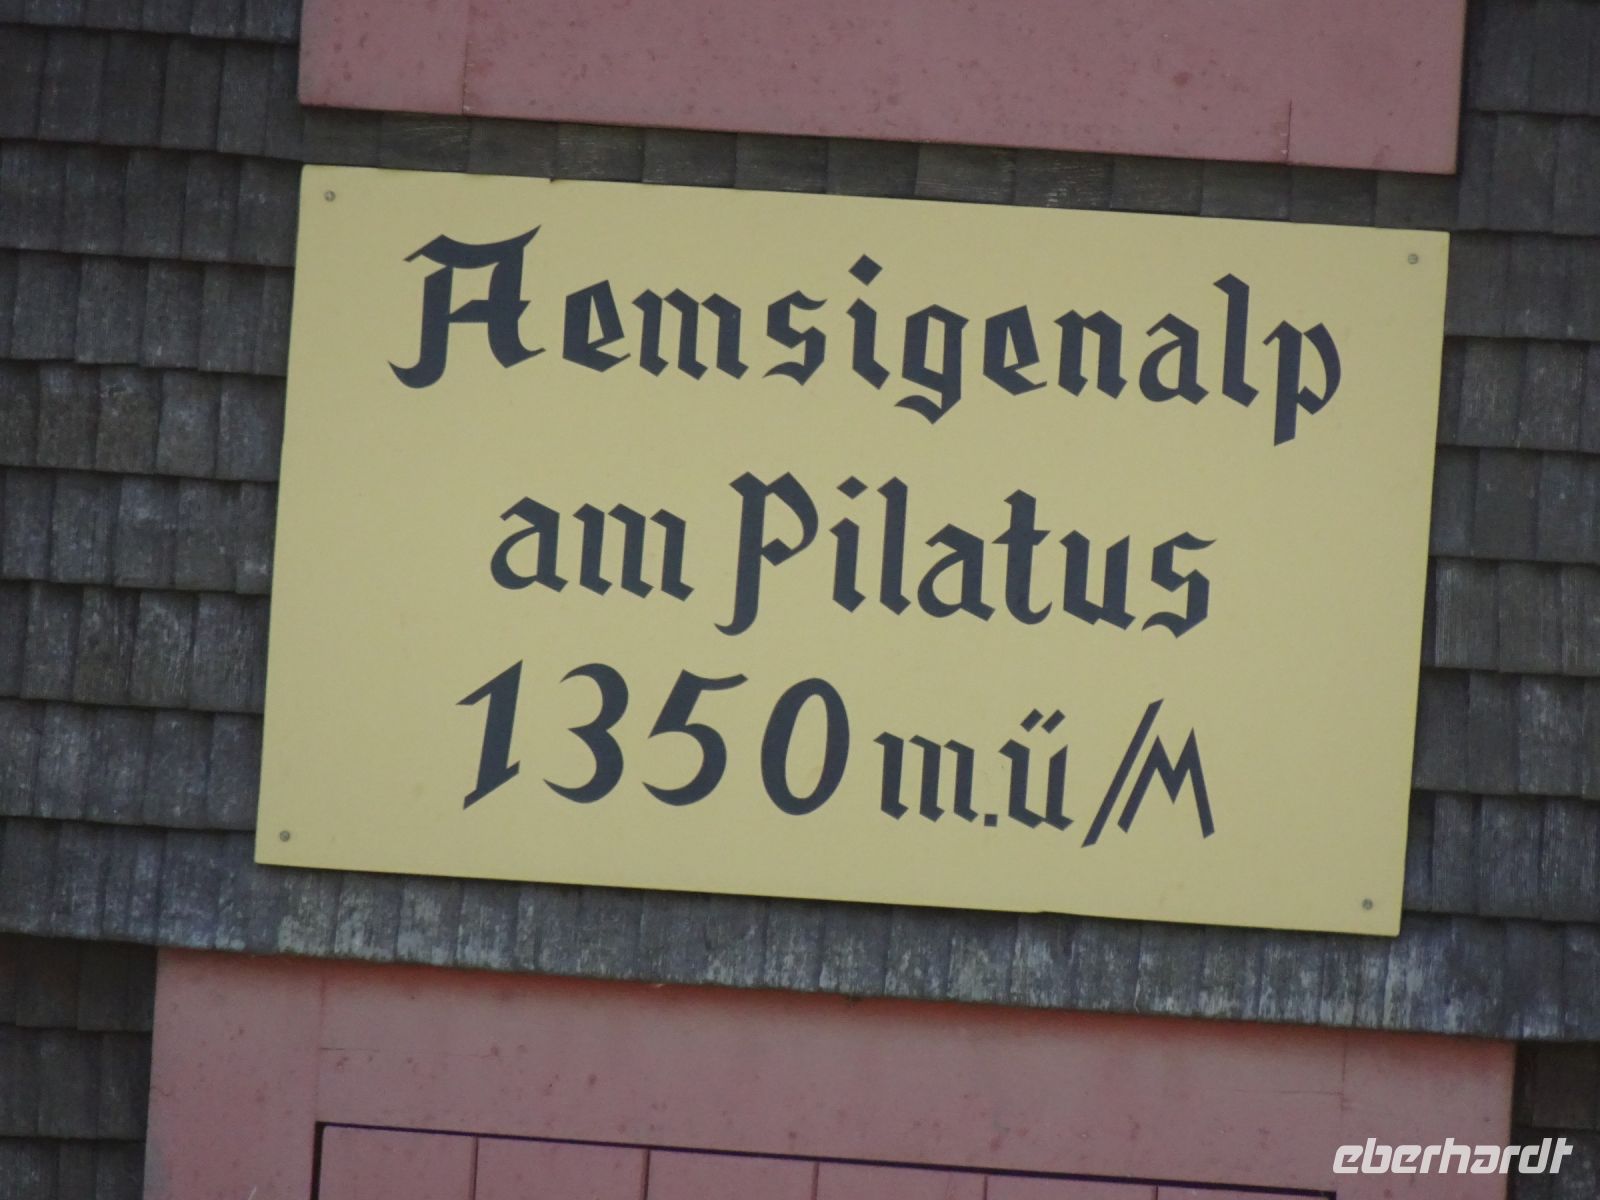 Aemsigenalp
am Pilatus
1350 m.ü/M
eberhardt